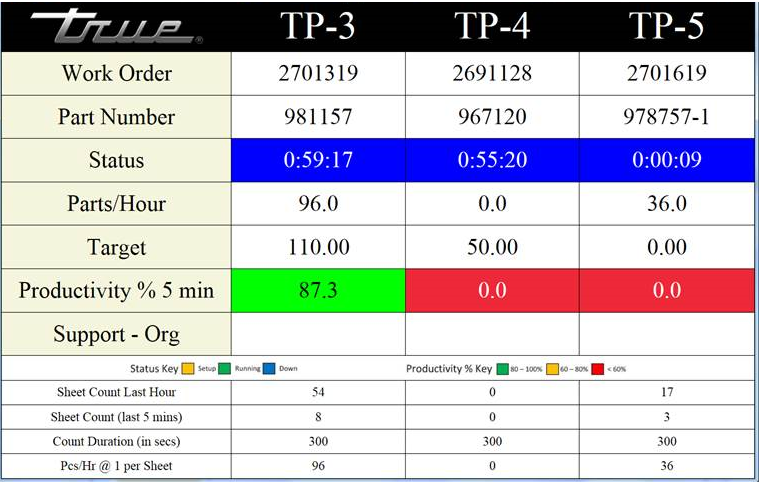 true® TP-3 TP-4 TP-5
Work Order 2701319 2691128 2701619
Part Number 981157 967120 978757-1
Status 0:59:17 0:55:20 0:00:09
Parts/Hour 96.0 0.0 36.0
Target 110.00 50.00 0.00
Productivity % 5 min 87.3 0.0 0.0
Support - Org
Status Key Setup Running Down Productivity % Key 80 – 100% 60 – 80% < 60%
Sheet Count Last Hour 54 0 17
Sheet Count (last 5 mins) 8 0 3
Count Duration (in secs) 300 300 300
Pcs/Hr @ 1 per Sheet 96 0 36